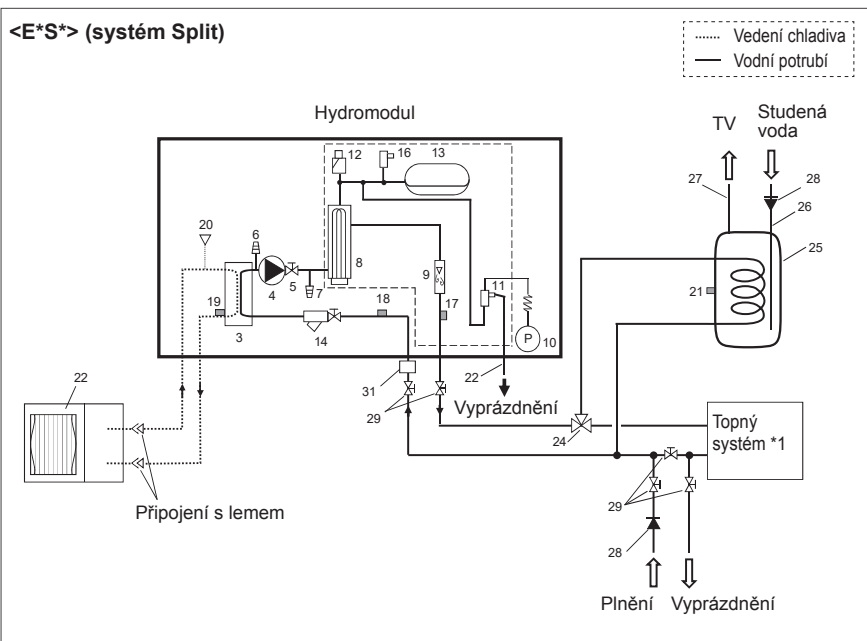 <E*S*> (systém Split)
Vedení chladiva
Vodní potrubí
Hydromodul
TV
Studená
voda
12
16
13
28
27
26
20
6
25
8
9
11
21
4
5
7
17
18
19
3
14
P
10
22
31
22
29
Vyprázdnění
24
Topný
systém *1
Připojení s lemem
29
28
Plnění
Vyprázdnění